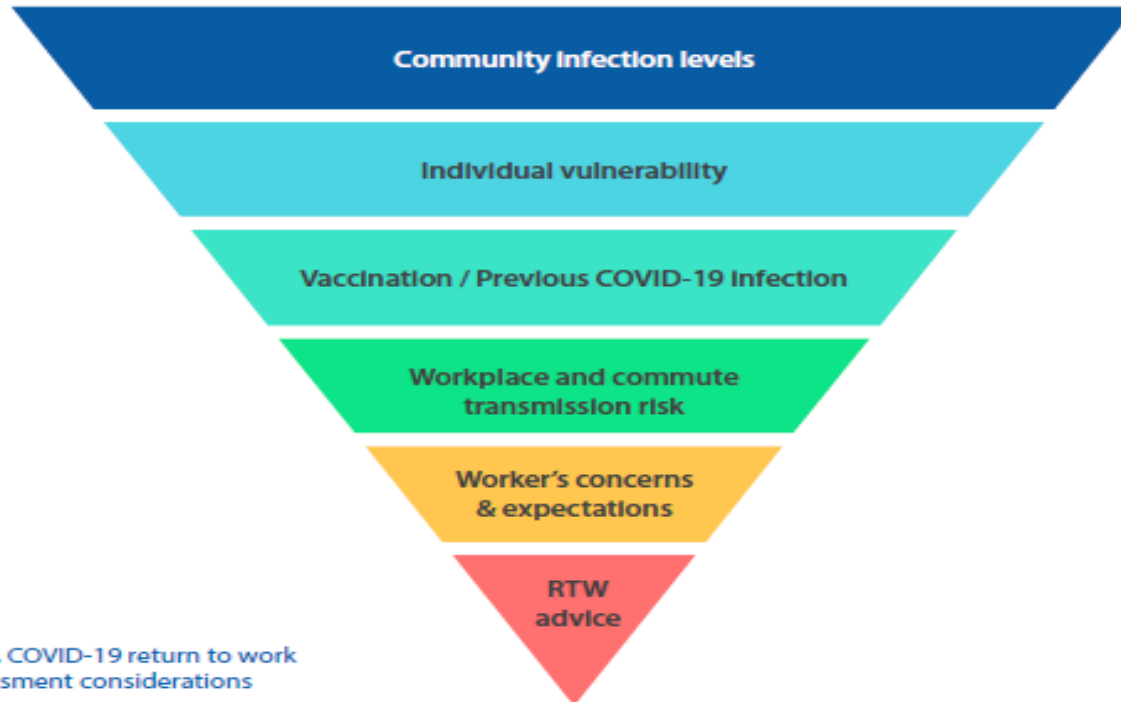 Community infection levels
Individual vulnerability
Vaccination / Previous COVID-19 infection
Workplace and commute
transmission risk
Worker's concerns
& expectations
RTW
advice
COVID-19 return to work
sment considerations